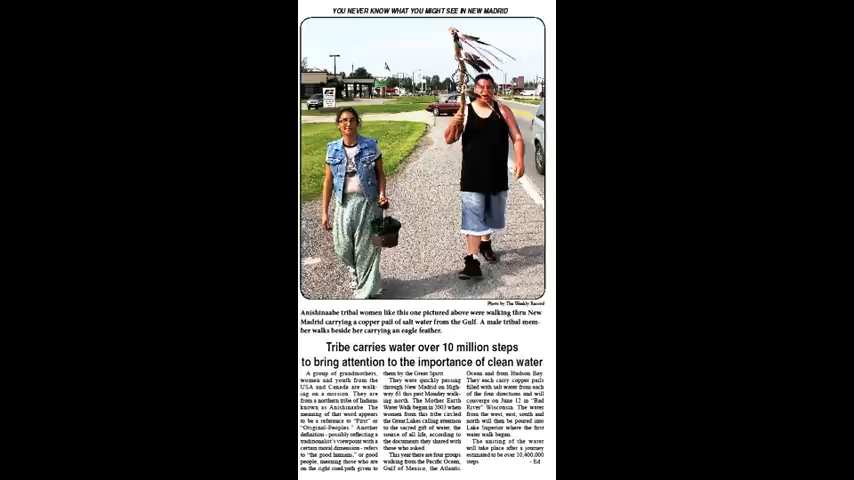 YOU NEVER KNOW WHAT YOU MIGHT SEE IN NEW MADRID
Photo by The Weekly Record
Anishinaabe tribal women like this one pictured above were walking thru New
Madrid carrying a copper pail of salt water from the Gulf. A male tribal mem-
ber walks beside her carrying an eagle feather.
Tribe carries water over 10 million steps
to bring attention to the importance of clean water
A group of grandmothers,
women and youth from the
USA and Canada are walk-
ing on a mission. They are
from a northern tribe of Indians
known as Anishinaabe. The
meaning of that word appears
to be a reference to "First" or
"Original-Peoples." Another
definition - possibly reflecting a
traditionalist's viewpoint with a
certain moral dimension - refers
to "the good humans," or good
people, meaning those who are
on the right road/path given to
them by the Great Spirit.
They were quickly passing
through New Madrid on High-
way 61 this past Monday walk-
ing north. The Mother Earth
Water Walk began in 2003 when
women from this tribe circled
the Great Lakes calling attention
to the sacred gift of water, the
source of all life, according to
the documents they shared with
those who asked.
This year there are four groups
walking from the Pacific Ocean,
Gulf of Mexico, the Atlantic
Ocean and from Hudson Bay.
They each carry copper pails
filled with salt water from each
of the four directions and will
converge on June 12 in "Bad
River" Wisconsin. The water
from the west, east, south and
north will then be poured into
Lake Superior where the first
water walk began.
The uniting of the water
will take place after a journey
estimated to be over 10,400,000
steps.
- Ed